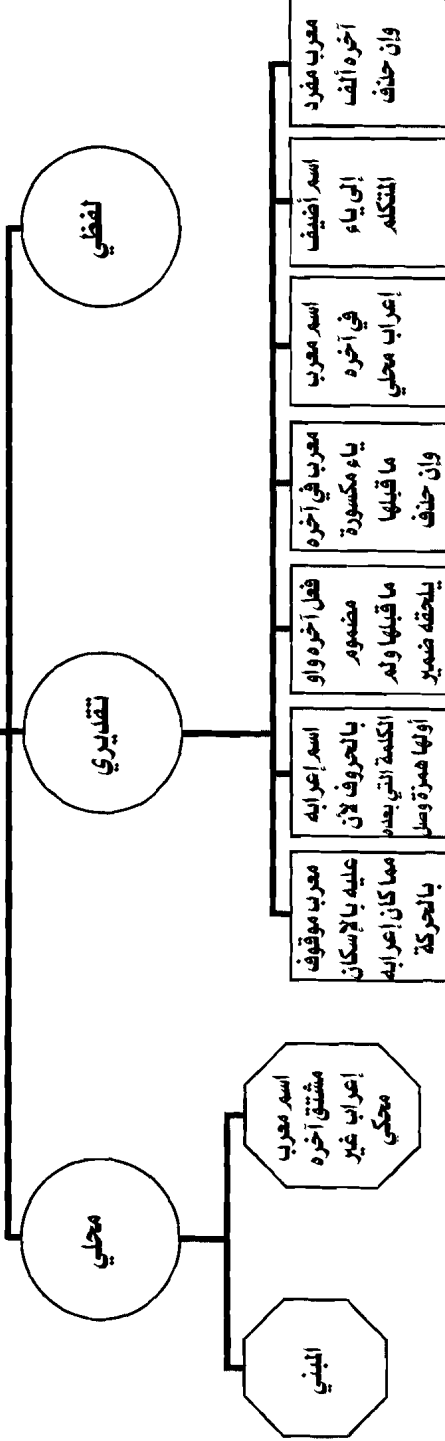 لفظي
تقديري
محلي
معرب مفرد
آخره ألف
وإن حذف
اسم أضيف
إلى ياء
المتكلم
اسم معرب
في آخره
إعراب محلي
معرب في آخره
ياء مكسورة
ما قبلها
وإن حذف
فعل آخره واو
مضموم
ما قبلها ولم
يلحقه ضمير
اسم إعرابه
بالحروف لأن
الكلمة التي بعده
أولها همزة وصل
معرب موقوف
عليه بالإسكان
مما كان إعرابه
بالحركة
اسم معرب
مشتق آخره
إعراب غير
محكي
المبني